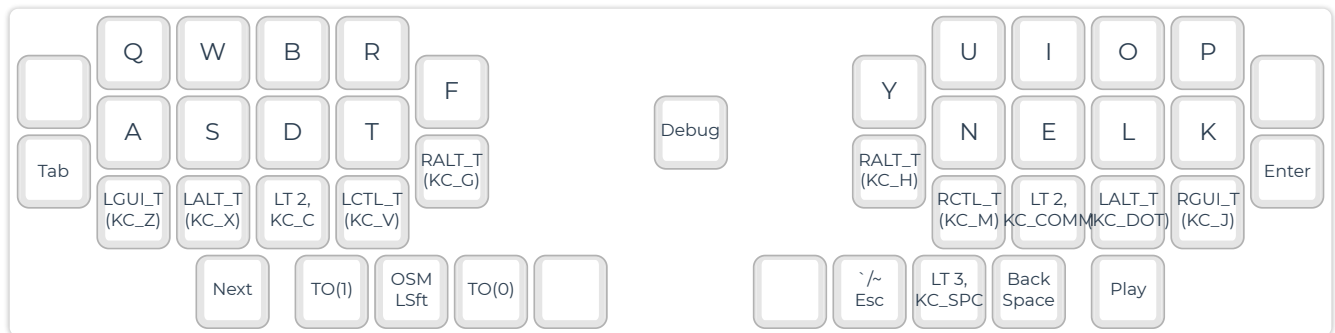 Q W B R U I O P
F Y
A S D T Debug N E L K
Tab RALT_T RALT_T Enter
(KC_G) (KC_H)
LGUI_T LALT_T LT 2, LCTL_T RCTL_T LT 2, LALT_T RGUI_T
(KC_Z) (KC_X) KC_C (KC_V) (KC_M) KC_COMM (KC_DOT) (KC_J)
Next TO(1) OSM TO(0) `/~ LT 3, Back Play
LSft Esc KC_SPC Space